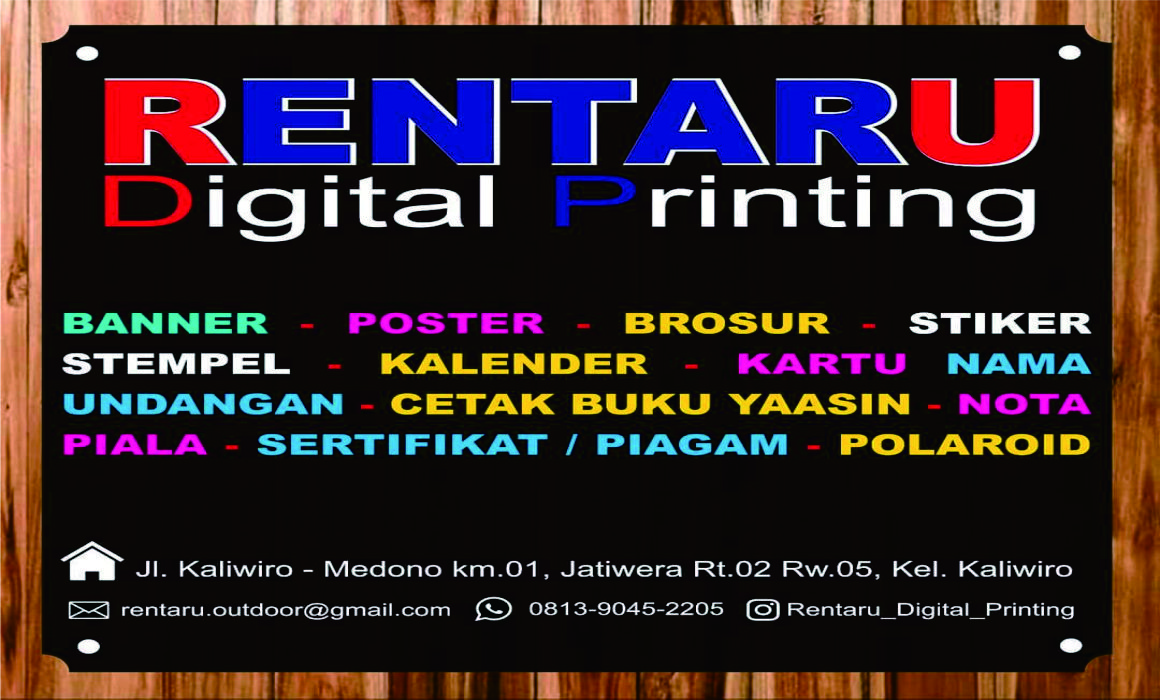 RENTARU
Digital Printing
BANNER - POSTER - BROSUR - STIKER
STEMPEL - KALENDER - KARTU NAMA
UNDANGAN - CETAK BUKU YAASIN - NOTA
PIALA - SERTIFIKAT / PIAGAM - POLAROID
Jl. Kaliwiro - Medono km.01, Jatiwera Rt.02 Rw.05, Kel. Kaliwiro
rentaru.outdoor@gmail.com 0813-9045-2205 Rentaru_Digital_Printing